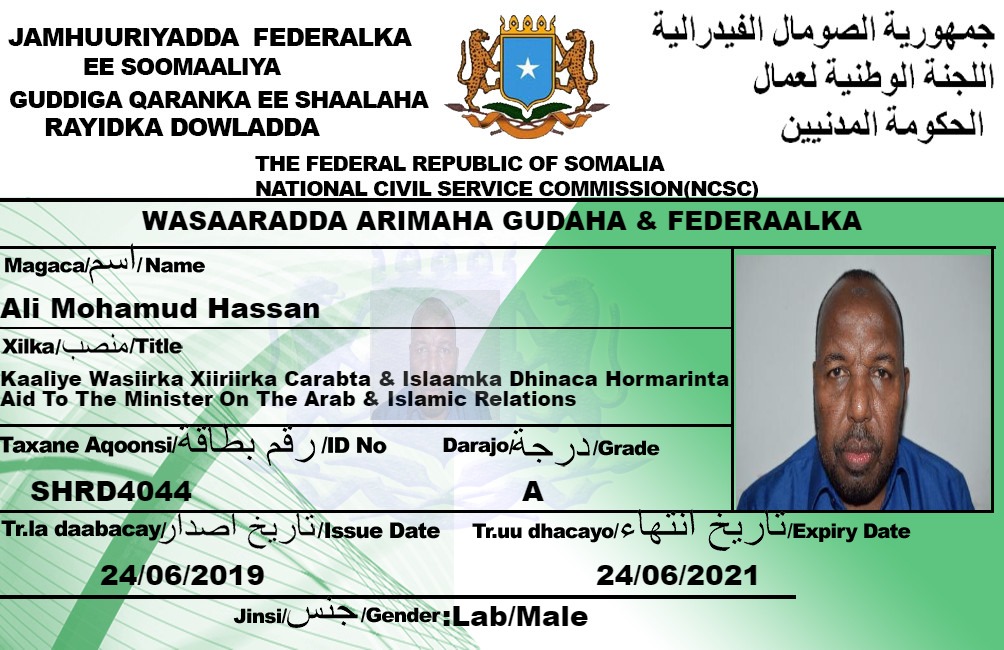 JAMHUURIYADDA FEDERALKA
EE SOOMAALIYA
GUDDIGA QARANKA EE SHAALAHA
RAYIDKA DOWLADDA
جمهورية الصومال الفيدرالية
اللجنة الوطنية لعمال
الحكومة المدنيين
THE FEDERAL REPUBLIC OF SOMALIA
NATIONAL CIVIL SERVICE COMMISSION(NCSC)
WASAARADDA ARIMAHA GUDAHA & FEDERAALKA
Magaca/اسم/Name
Ali Mohamud Hassan
Xilka/منصب/Title
Kaaliye Wasiirka Xiiriirka Carabta & Islaamka Dhinaca Hormarinta
Aid To The Minister On The Arab & Islamic Relations
Taxane Aqoonsi/رقم بطاقة/ID No
Darajo/درجة/Grade
SHRD4044
A
Tr.la daabacay/تاريخ اصدار/Issue Date
Tr.uu dhacayo/تاريخ انتهاء/Expiry Date
24/06/2019
24/06/2021
Jinsi/جنس/Gender:Lab/Male